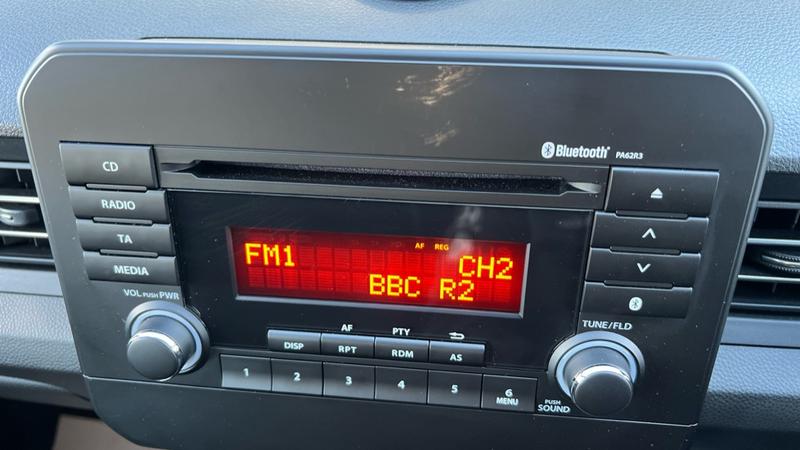 Bluetooth® PA62R3
CD
RADIO
TA
MEDIA
VOL PUSH PWR
AF REG
FM1 CH2
BBC R2
AF PTY
DISP RPT RDM AS
1 2 3 4 5 6
MENU
TUNE/FLD
PUSH
SOUND